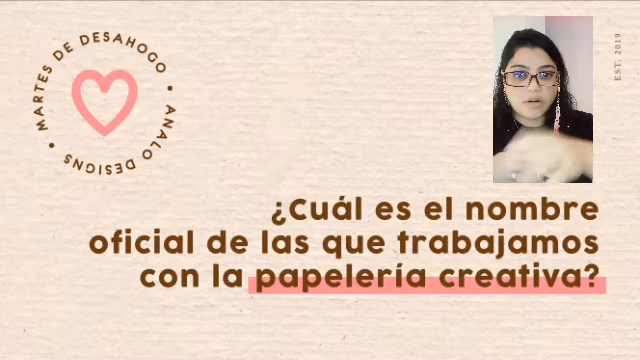 MARTES DE DESAHOGO • ANALO DESIGNS •
EST. 2019
¿Cuál es el nombre
oficial de las que trabajamos
con la papelería creativa?